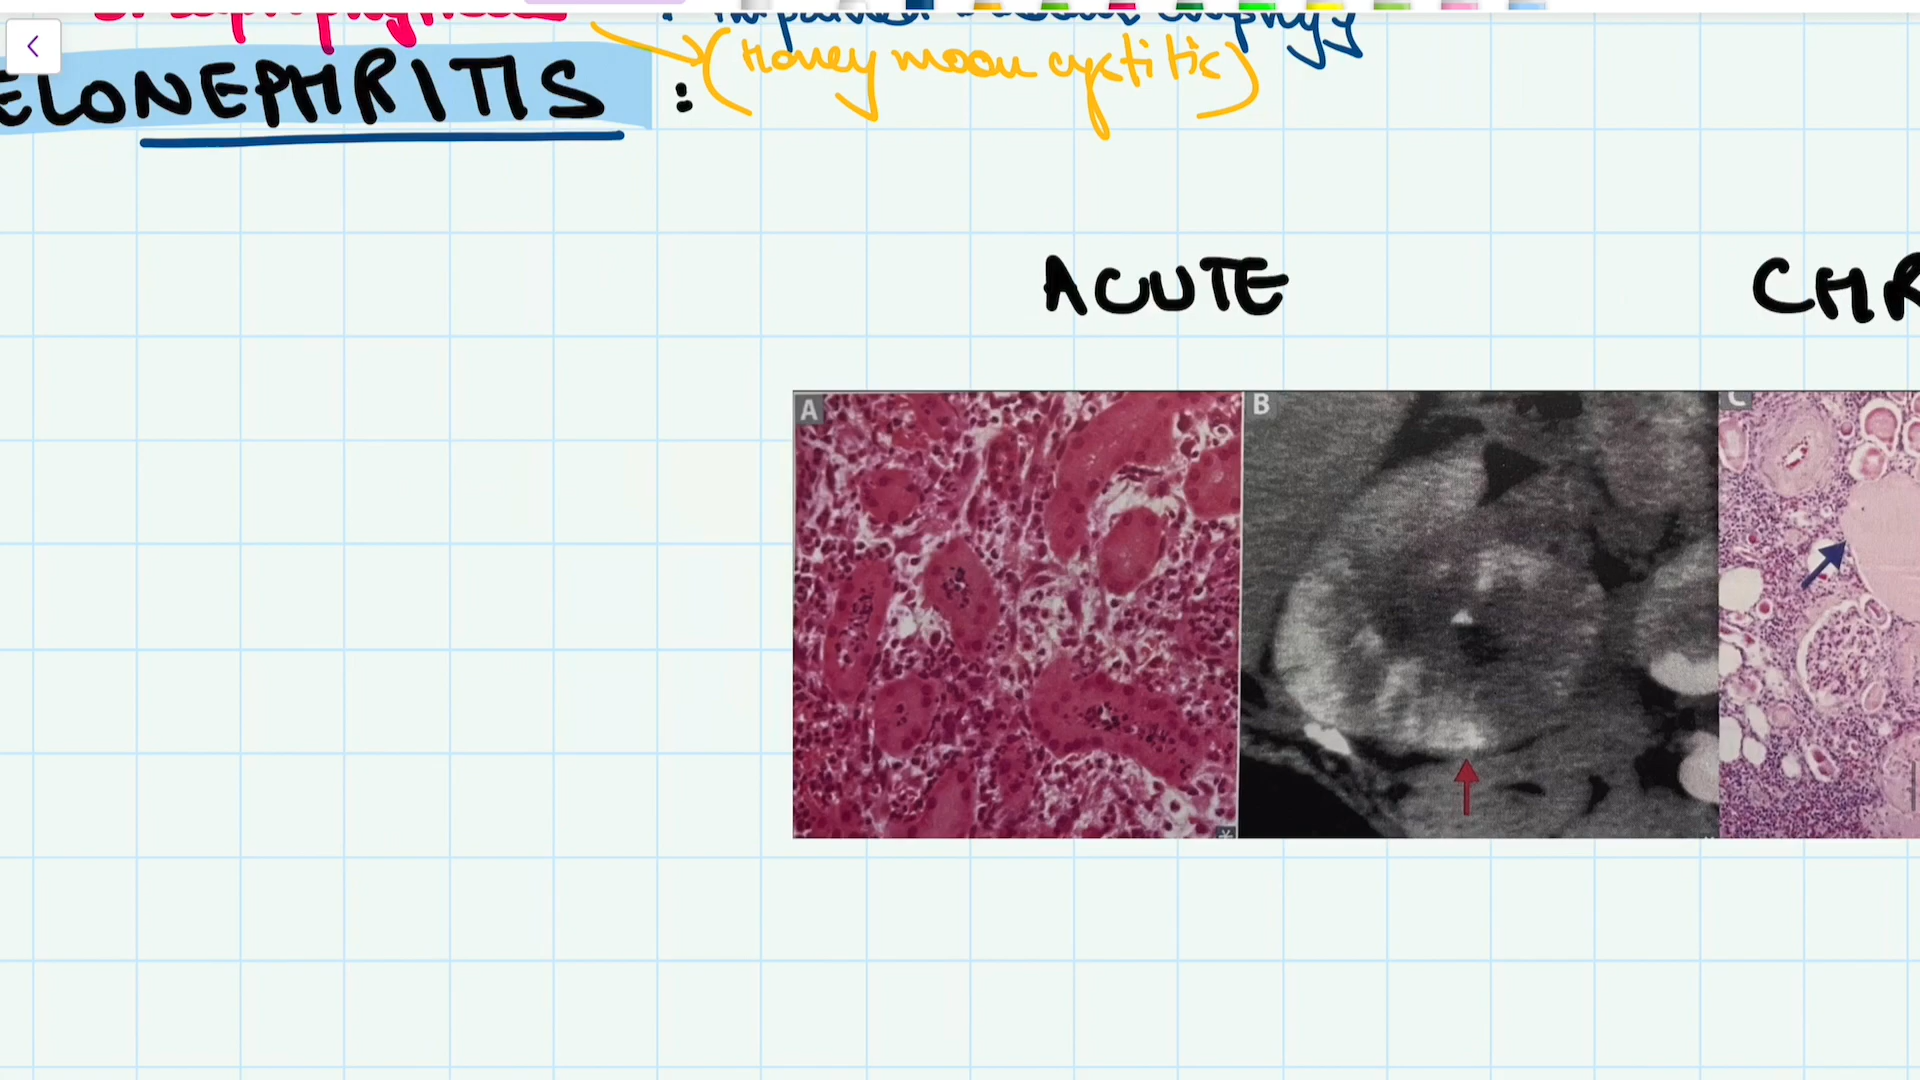 (Honey moon cystitis)
ELONEPHRITIS :
ACUTE
CHR
A
B
C